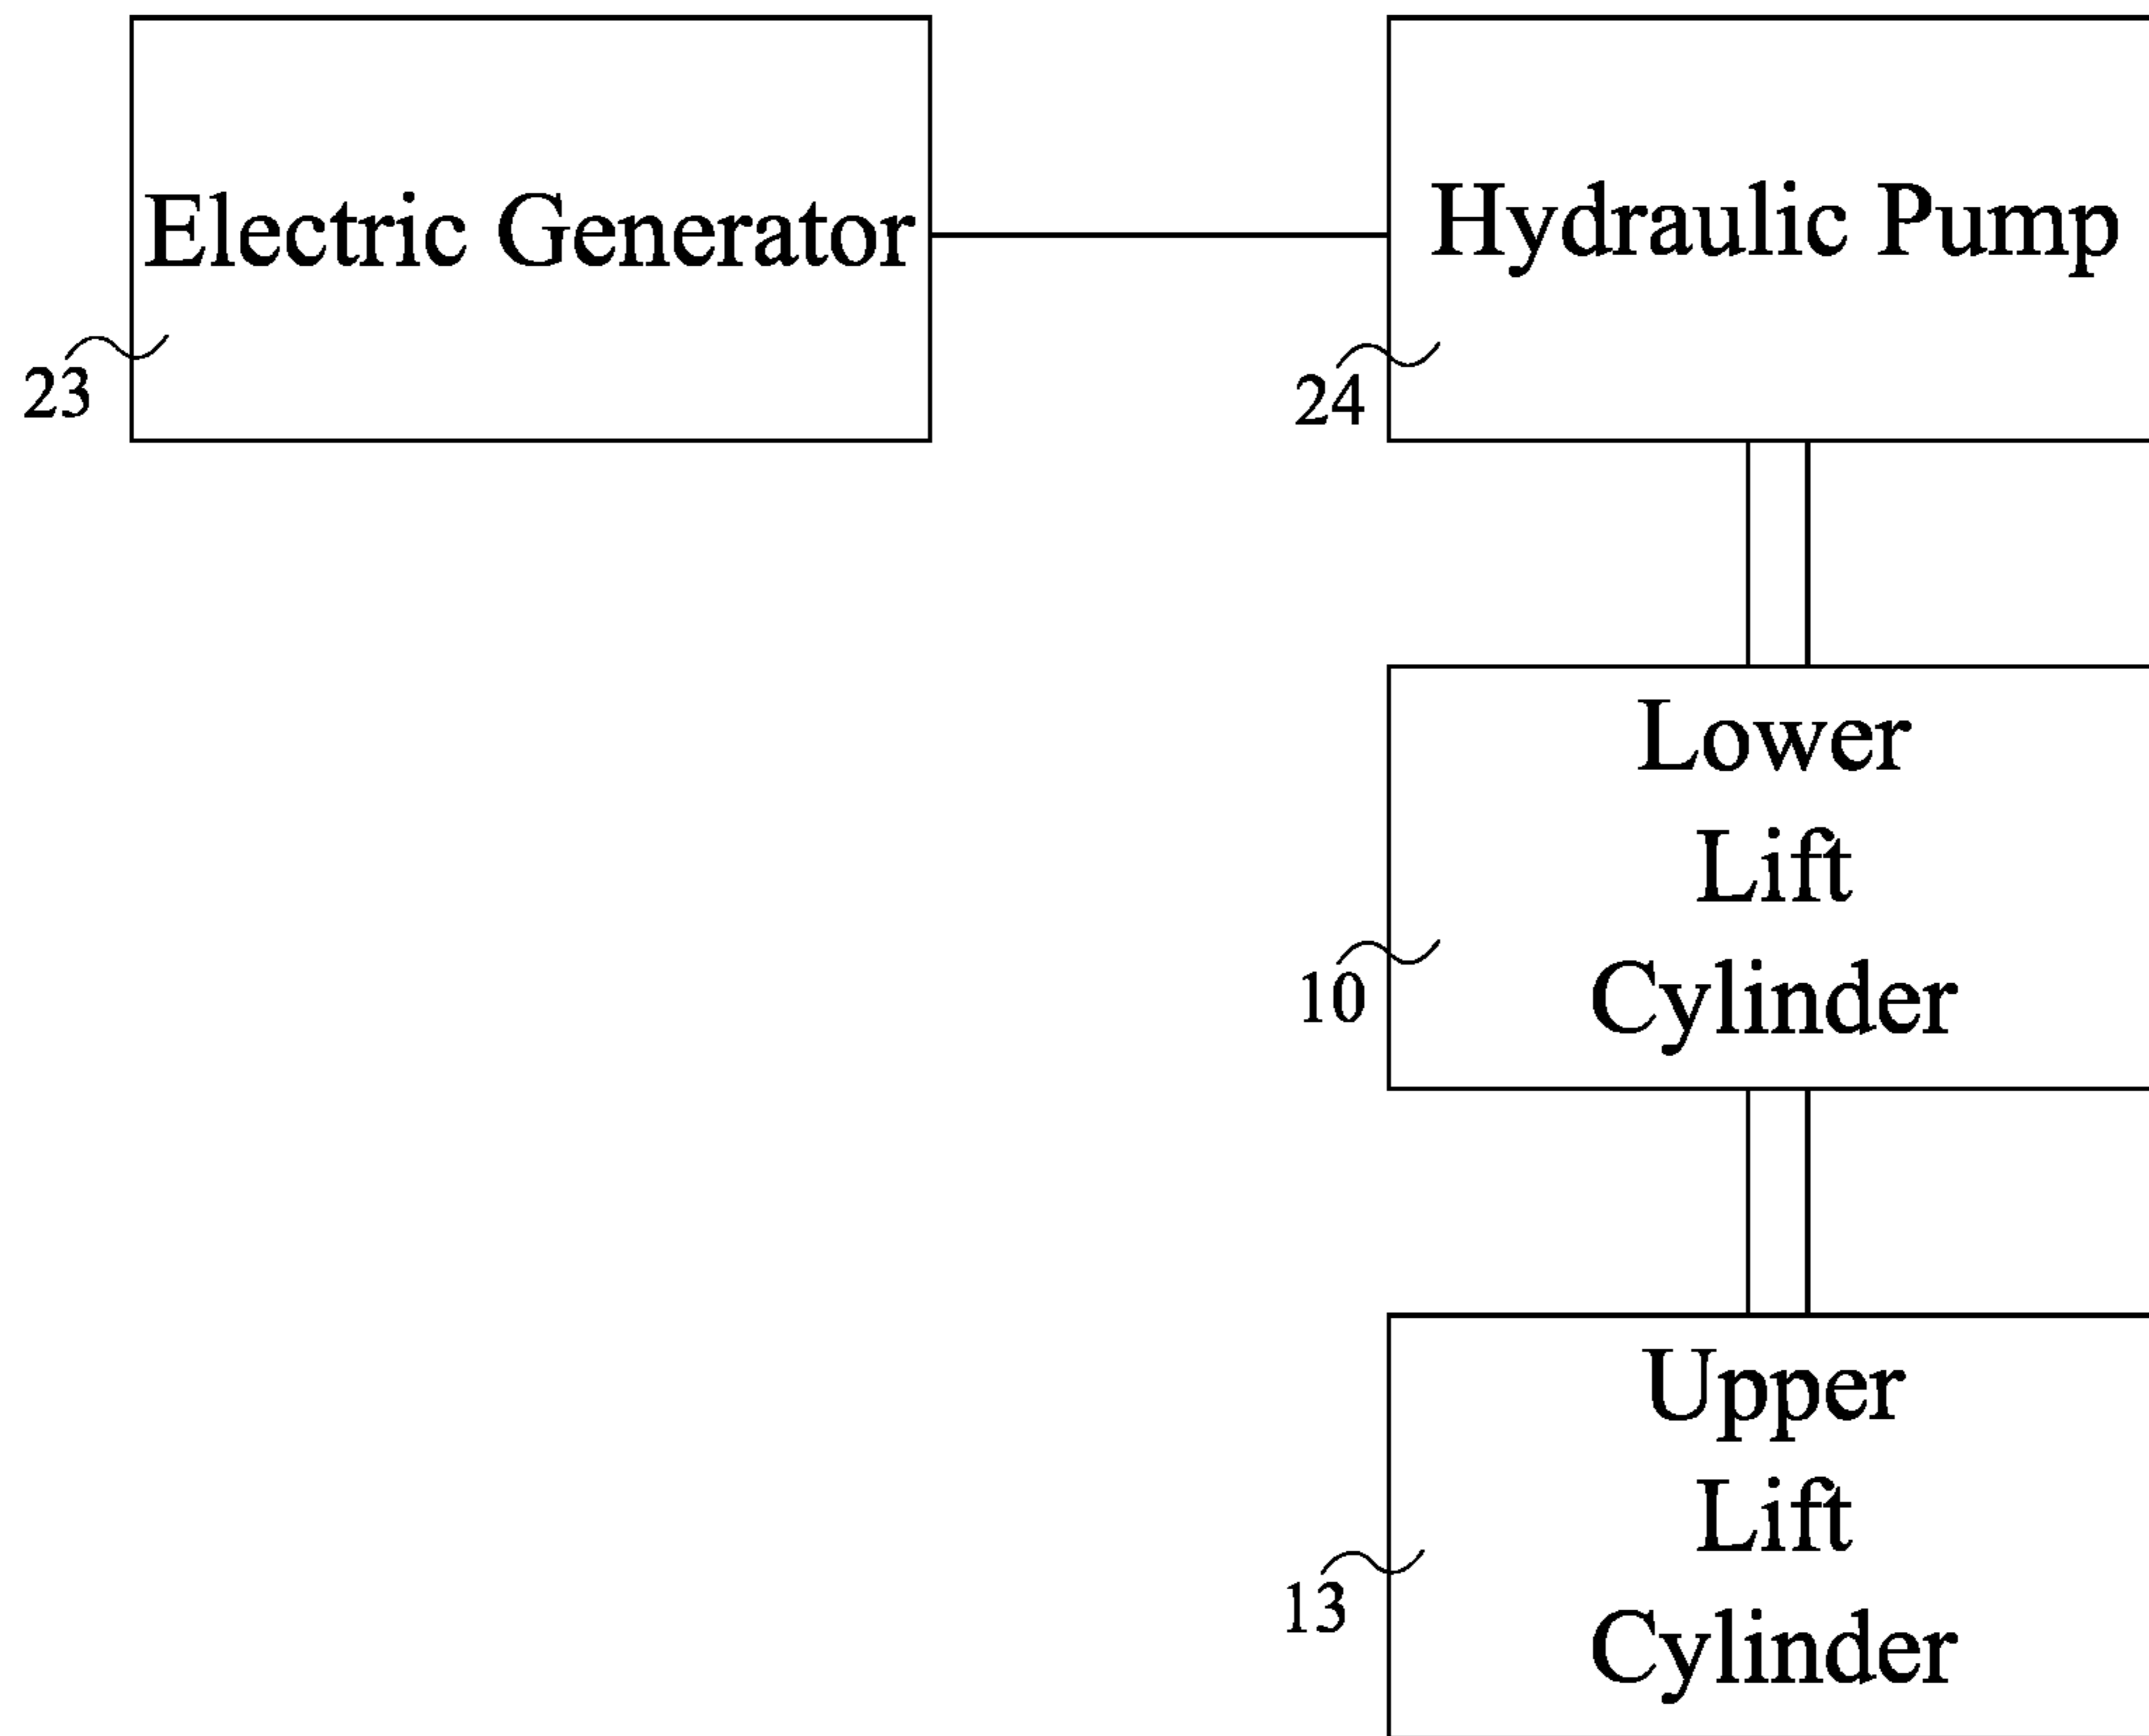 Electric Generator
23
Hydraulic Pump
24
Lower
Lift
Cylinder
10
Upper
Lift
Cylinder
13